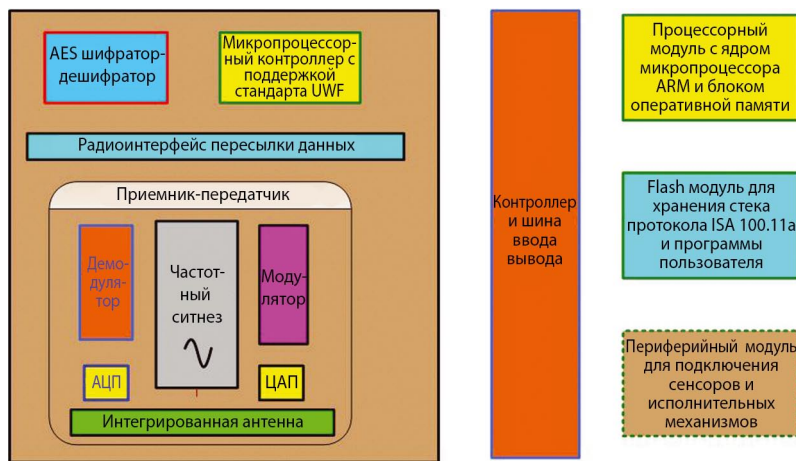 AES шифратор-
дешифратор
Микропроцессор-
ный контроллер с
поддержкой
стандарта UWF
Радиоинтерфейс пересылки данных
Приемник-передатчик
Демо-
дуля-
тор
Частот-
ный
ситнез
Моду-
лятор
АЦП
ЦАП
Интегрированная антенна
Контроллер
и шина
ввода
вывода
Процессорный
модуль с ядром
микропроцессора
ARM и блоком
оперативной памяти
Flash модуль для
хранения стека
протокола ISA 100.11a
и программы
пользователя
Периферийный модуль
для подключения
сенсоров и
исполнительных
механизмов